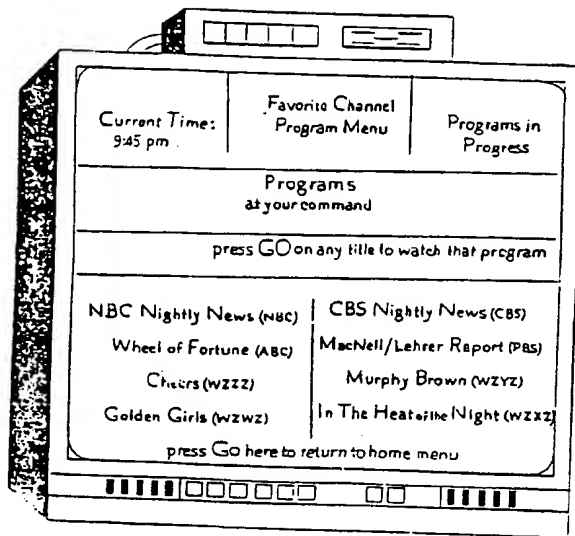 Current Time:
9:45 pm
Favorite Channel
Program Menu
Programs in
Progress
Programs
at your command
press GO on any title to watch that program
NBC Nightly News (NBC)
Wheel of Fortune (ABC)
Cheers (WZZZ)
Golden Girls (WZWZ)
CBS Nightly News (CBS)
MacNeil/Lehrer Report (PBS)
Murphy Brown (WZYZ)
In The Heat of the Night (WZXZ)
press Go here to return to home menu